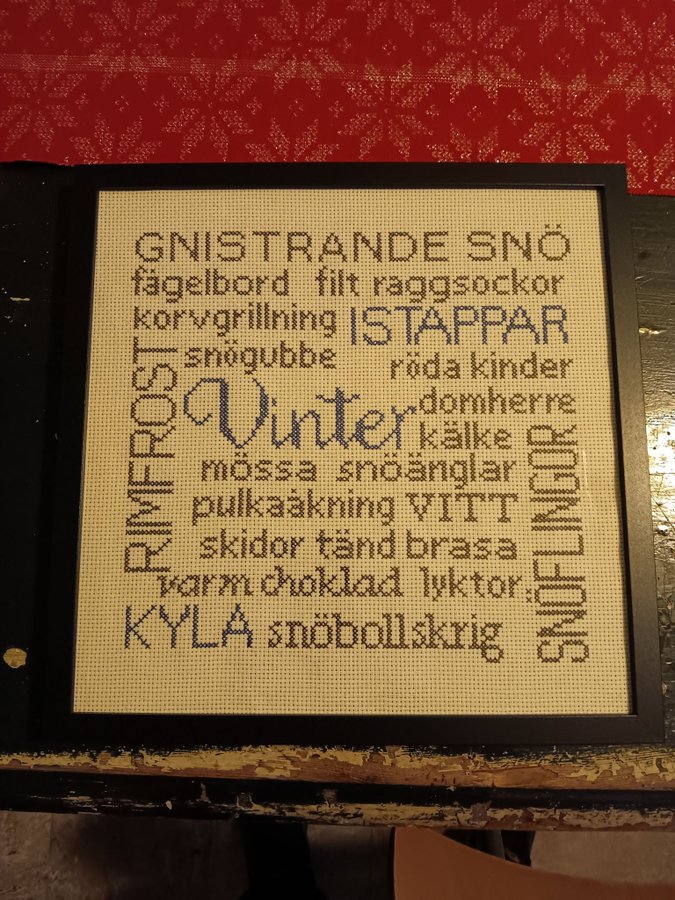 GNISTRANDE SNÖ
fågelbord filt raggsockor
korvgrillning ISTAPPAR
snögubbe röda kinder
RIMFROST
Vinter domherre
kälke
mössa snöänglar
pulkaåkning VITT
skidor tänd brasa
varm choklad lyktor
SNÖFLINGOR
KYLA snöbollskrig